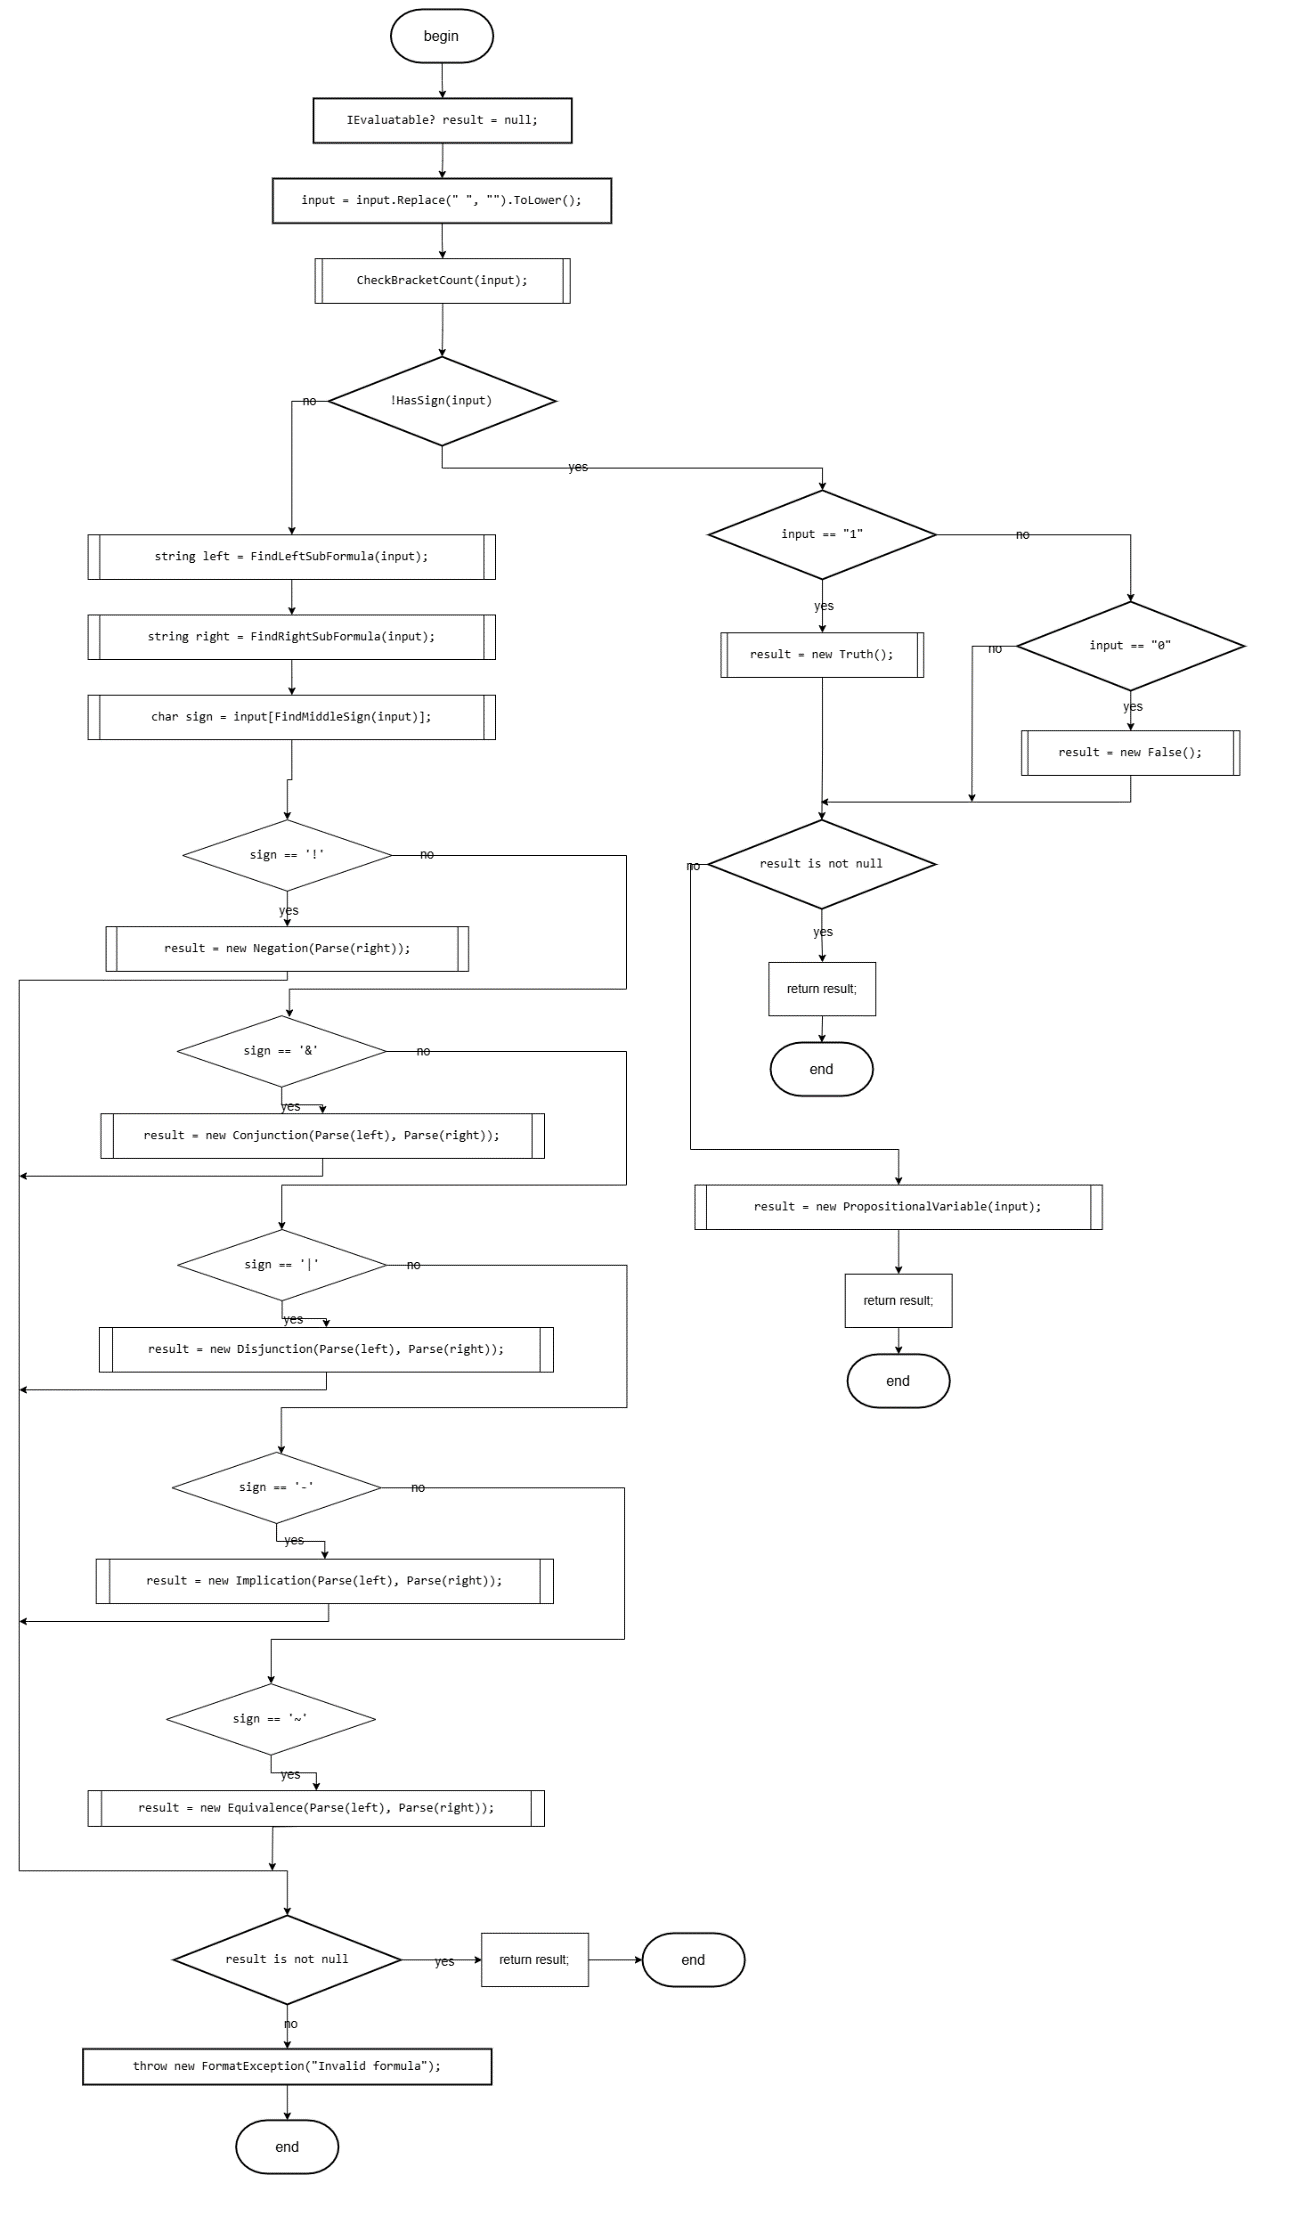 begin
IEvaluatable? result = null;
input = input.Replace(" ", "").ToLower();
CheckBracketCount(input);
!HasSign(input)
no
yes
string left = FindLeftSubFormula(input);
string right = FindRightSubFormula(input);
char sign = input[FindMiddleSign(input)];
sign == '!'
no
yes
result = new Negation(Parse(right));
sign == '&'
no
yes
result = new Conjunction(Parse(left), Parse(right));
sign == '|'
no
yes
result = new Disjunction(Parse(left), Parse(right));
sign == '-'
no
yes
result = new Implication(Parse(left), Parse(right));
sign == '~'
yes
result = new Equivalence(Parse(left), Parse(right));
result is not null
yes
return result;
end
no
throw new FormatException("Invalid formula");
end
input == "1"
no
yes
result = new Truth();
input == "0"
no
yes
result = new False();
result is not null
no
yes
return result;
end
result = new PropositionalVariable(input);
return result;
end